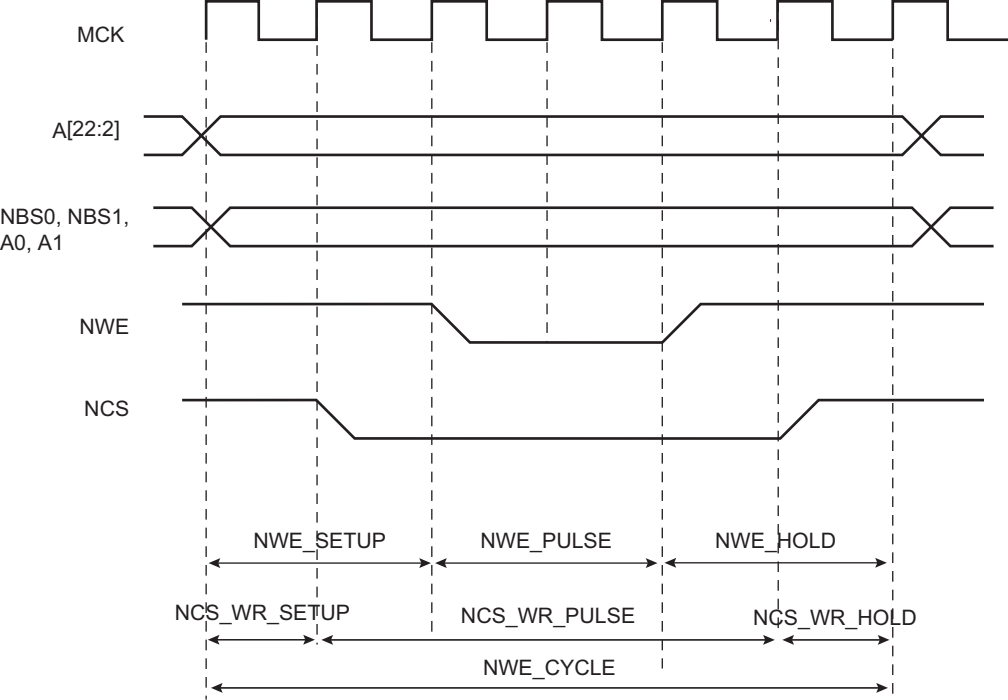 MCK
A[22:2]
NBS0, NBS1,
A0, A1
NWE
NCS
NWE_SETUP NWE_PULSE NWE_HOLD
NCS_WR_SETUP NCS_WR_PULSE NCS_WR_HOLD
NWE_CYCLE